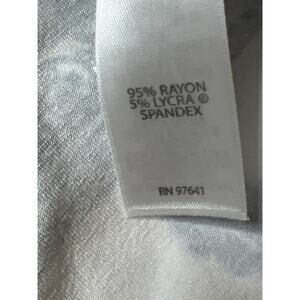 95% RAYON
5% LYCRA ®
SPANDEX
RN 97641